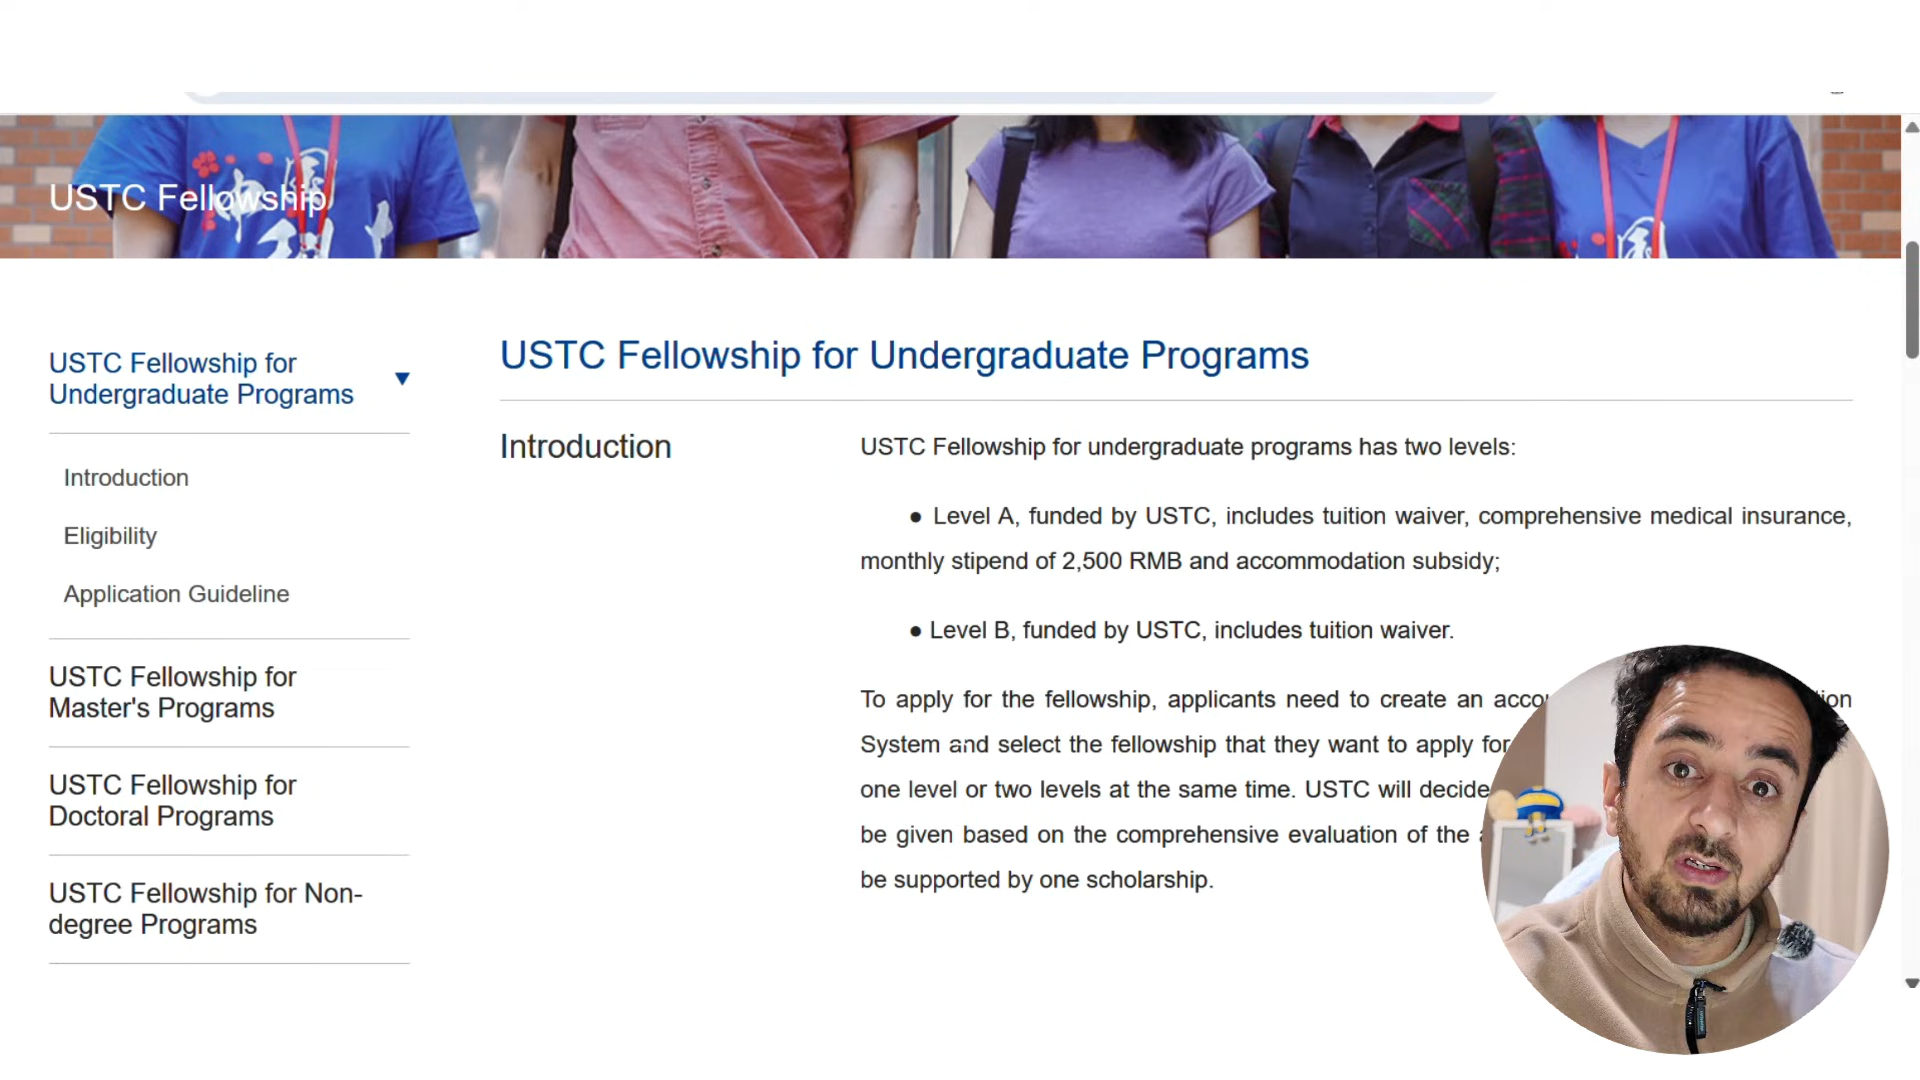 USTC Fellowship
USTC Fellowship for
Undergraduate Programs
Introduction
Eligibility
Application Guideline
USTC Fellowship for
Master's Programs
USTC Fellowship for
Doctoral Programs
USTC Fellowship for Non-
degree Programs
USTC Fellowship for Undergraduate Programs
Introduction
USTC Fellowship for undergraduate programs has two levels:
● Level A, funded by USTC, includes tuition waiver, comprehensive medical insurance,
monthly stipend of 2,500 RMB and accommodation subsidy;
● Level B, funded by USTC, includes tuition waiver.
To apply for the fellowship, applicants need to create an
System and select the fellowship that they want to apply for
one level or two levels at the same time. USTC will decide
be given based on the comprehensive evaluation of the
be supported by one scholarship.